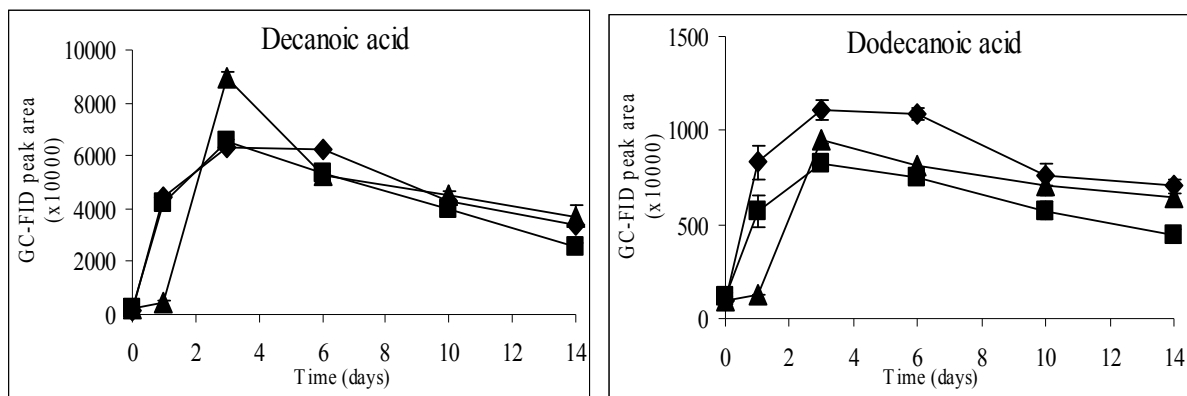 Decanoic acid
GC-FID peak area
(x10000)
10000
8000
6000
4000
2000
0
0 2 4 6 8 10 12 14
Time (days)
Dodecanoic acid
GC-FID peak area
(x10000)
1500
1000
500
0
0 2 4 6 8 10 12 14
Time (days)